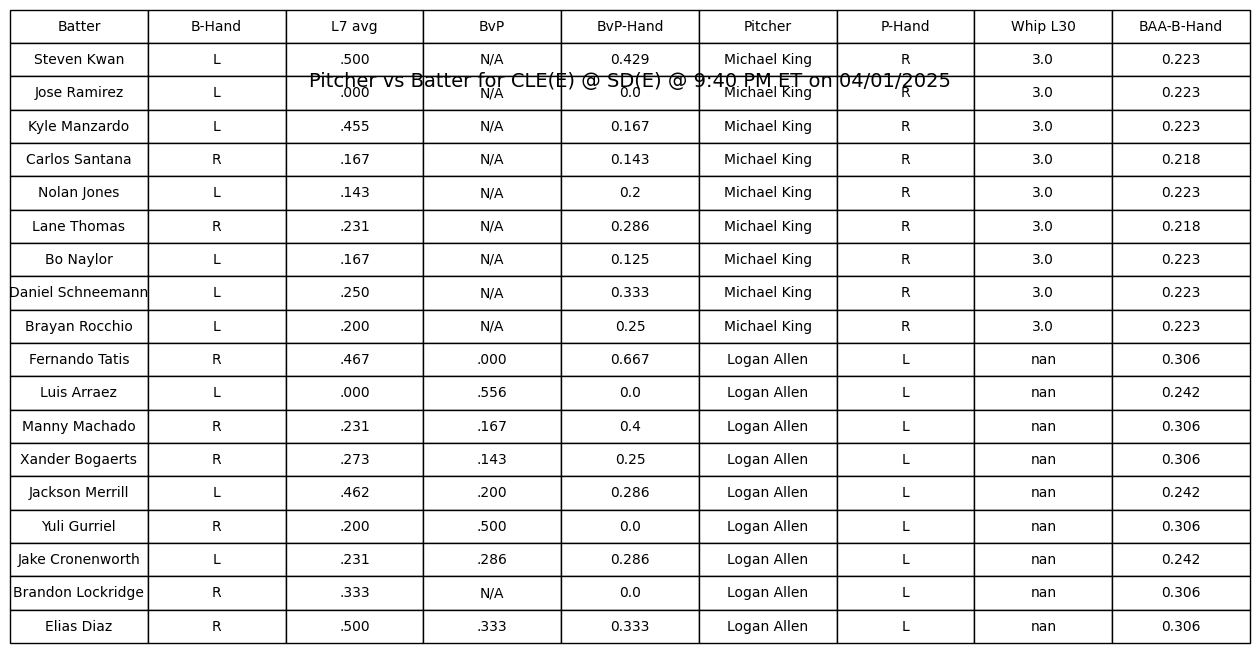 Batter B-Hand L7 avg BvP BvP-Hand Pitcher P-Hand Whip L30 BAA-B-Hand
Steven Kwan L .500 N/A 0.429 Michael King R 3.0 0.223
Pitcher vs Batter for CLE(E) @ SD(E) @ 9:40 PM ET on 04/01/2025
Jose Ramirez L .000 N/A 0.0 Michael King R 3.0 0.223
Kyle Manzardo L .455 N/A 0.167 Michael King R 3.0 0.223
Carlos Santana R .167 N/A 0.143 Michael King R 3.0 0.218
Nolan Jones L .143 N/A 0.2 Michael King R 3.0 0.223
Lane Thomas R .231 N/A 0.286 Michael King R 3.0 0.218
Bo Naylor L .167 N/A 0.125 Michael King R 3.0 0.223
Daniel Schneemann L .250 N/A 0.333 Michael King R 3.0 0.223
Brayan Rocchio L .200 N/A 0.25 Michael King R 3.0 0.223
Fernando Tatis R .467 .000 0.667 Logan Allen L nan 0.306
Luis Arraez L .000 .556 0.0 Logan Allen L nan 0.242
Manny Machado R .231 .167 0.4 Logan Allen L nan 0.306
Xander Bogaerts R .273 .143 0.25 Logan Allen L nan 0.306
Jackson Merrill L .462 .200 0.286 Logan Allen L nan 0.242
Yuli Gurriel R .200 .500 0.0 Logan Allen L nan 0.306
Jake Cronenworth L .231 .286 0.286 Logan Allen L nan 0.242
Brandon Lockridge R .333 N/A 0.0 Logan Allen L nan 0.306
Elias Diaz R .500 .333 0.333 Logan Allen L nan 0.306